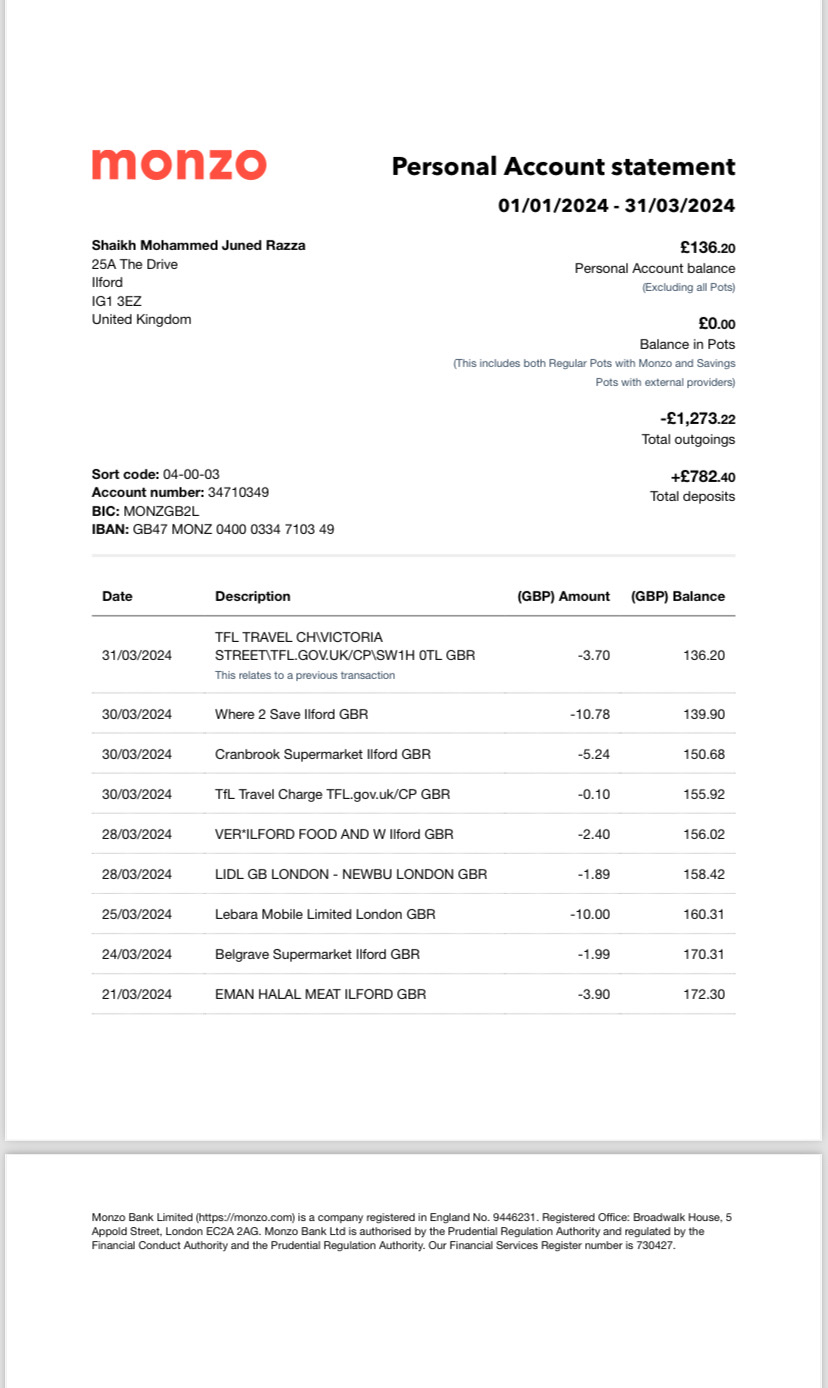 monzo
Personal Account statement
01/01/2024 - 31/03/2024
Shaikh Mohammed Juned Razza
25A The Drive
Ilford
IG1 3EZ
United Kingdom
£136.20
Personal Account balance
(Excluding all Pots)
£0.00
Balance in Pots
(This includes both Regular Pots with Monzo and Savings
Pots with external providers)
-£1,273.22
Total outgoings
+£782.40
Total deposits
Sort code: 04-00-03
Account number: 34710349
BIC: MONZGB2L
IBAN: GB47 MONZ 0400 0334 7103 49
Date Description (GBP) Amount (GBP) Balance
TFL TRAVEL CH\VICTORIA
31/03/2024 STREET\TFL.GOV.UK/CP\SW1H 0TL GBR -3.70 136.20
This relates to a previous transaction
30/03/2024 Where 2 Save Ilford GBR -10.78 139.90
30/03/2024 Cranbrook Supermarket Ilford GBR -5.24 150.68
30/03/2024 TfL Travel Charge TFL.gov.uk/CP GBR -0.10 155.92
28/03/2024 VER*ILFORD FOOD AND W Ilford GBR -2.40 156.02
28/03/2024 LIDL GB LONDON - NEWBU LONDON GBR -1.89 158.42
25/03/2024 Lebara Mobile Limited London GBR -10.00 160.31
24/03/2024 Belgrave Supermarket Ilford GBR -1.99 170.31
21/03/2024 EMAN HALAL MEAT ILFORD GBR -3.90 172.30
Monzo Bank Limited (https://monzo.com) is a company registered in England No. 9446231. Registered Office: Broadwalk House, 5
Appold Street, London EC2A 2AG. Monzo Bank Ltd is authorised by the Prudential Regulation Authority and regulated by the
Financial Conduct Authority and the Prudential Regulation Authority. Our Financial Services Register number is 730427.